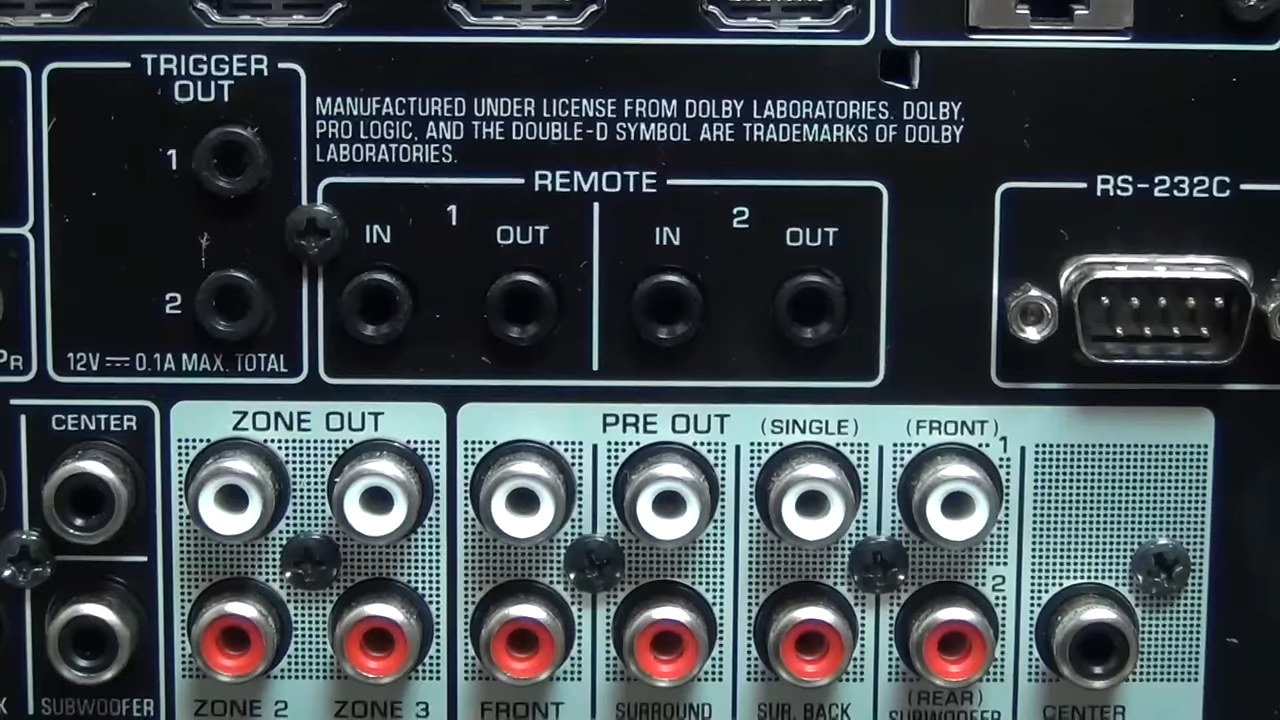 TRIGGER
OUT
1
2
12V ⎓ 0.1A MAX. TOTAL
MANUFACTURED UNDER LICENSE FROM DOLBY LABORATORIES. DOLBY,
PRO LOGIC, AND THE DOUBLE-D SYMBOL ARE TRADEMARKS OF DOLBY
LABORATORIES.
REMOTE
1
IN
OUT
2
IN
OUT
RS-232C
PR
CENTER
SUBWOOFER
ZONE OUT
ZONE 2
ZONE 3
PRE OUT
(SINGLE)
(FRONT)
1
2
FRONT
SURROUND
SUR. BACK
(REAR)
SUBWOOFER
CENTER
K